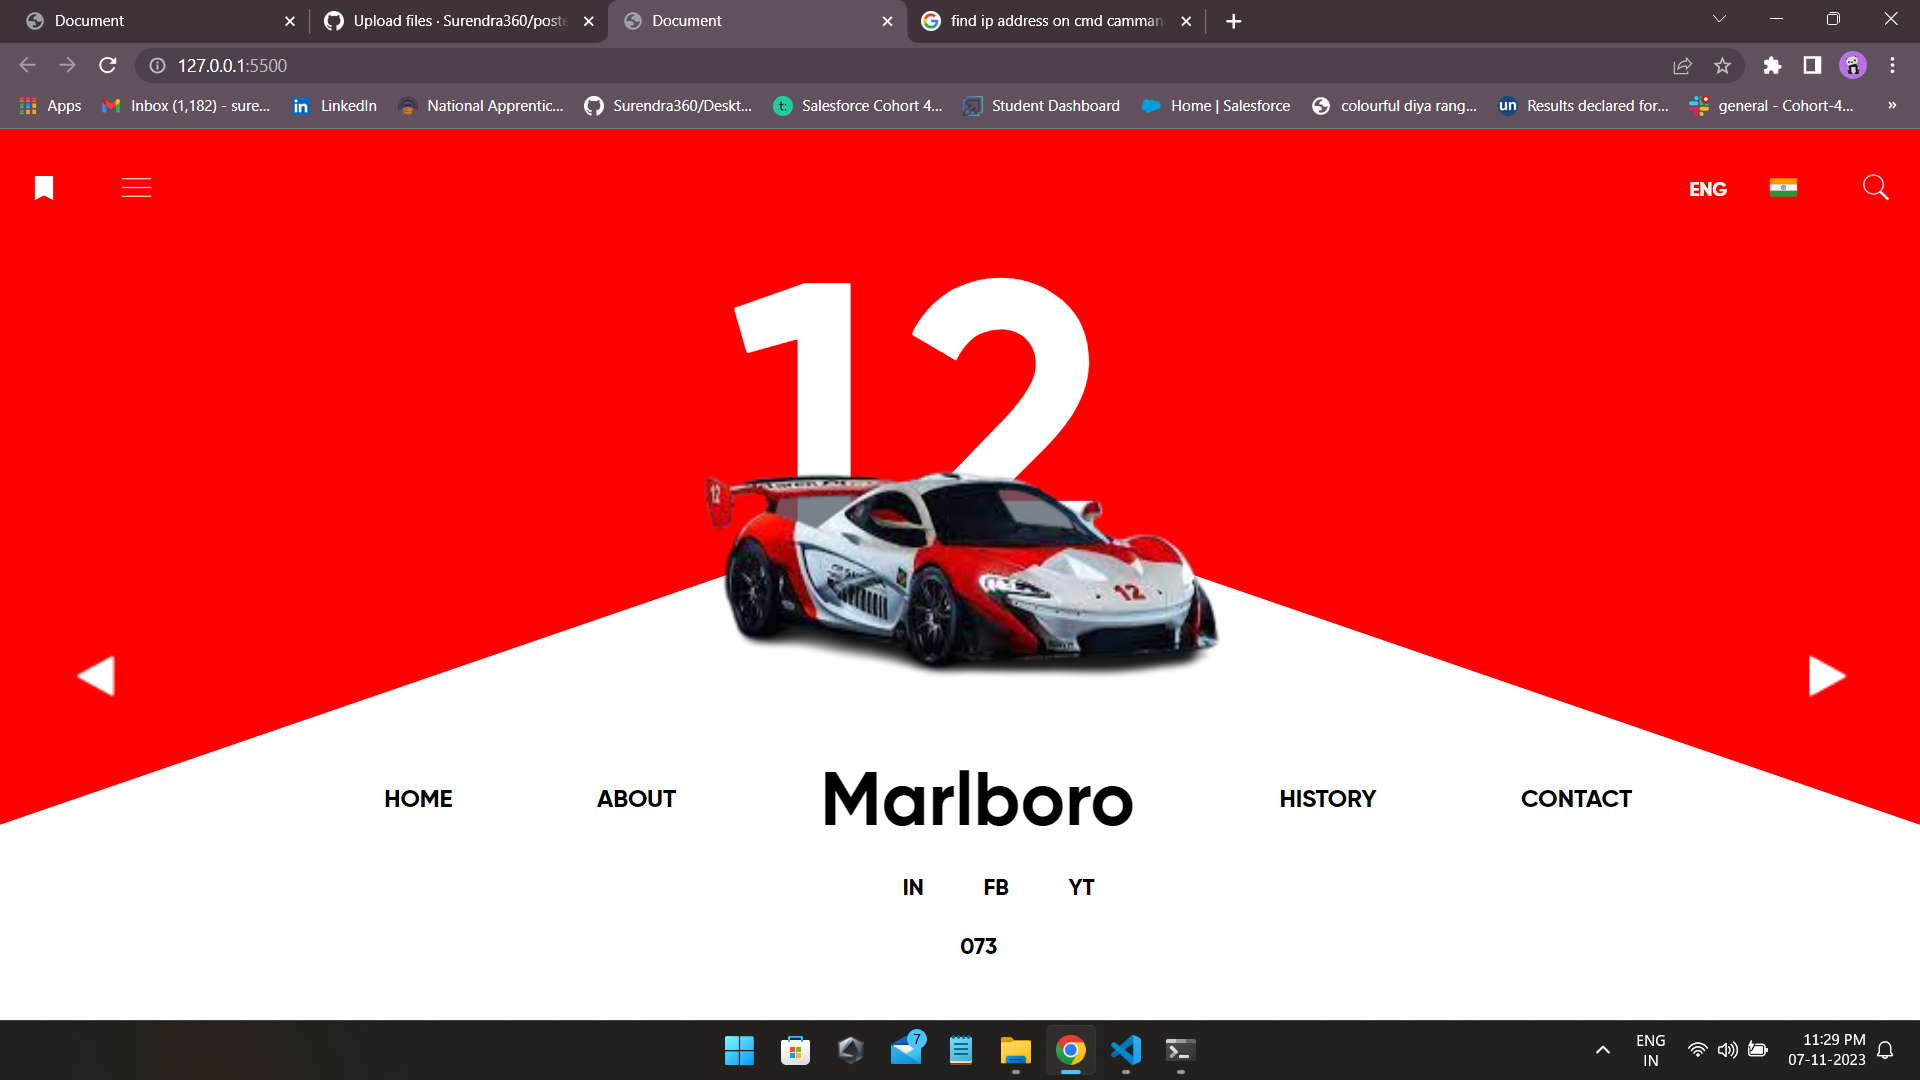 Document
Upload files · Surendra360/poste
Document
find ip address on cmd camman
127.0.0.1:5500
Apps
Inbox (1,182) - sure...
LinkedIn
National Apprentic...
Surendra360/Deskt...
Salesforce Cohort 4...
Student Dashboard
Home | Salesforce
colourful diya rang...
Results declared for...
general - Cohort-4...
»
ENG
12
12
12
HOME
ABOUT
Marlboro
HISTORY
CONTACT
IN FB YT
073
7
ENG
IN
11:29 PM
07-11-2023